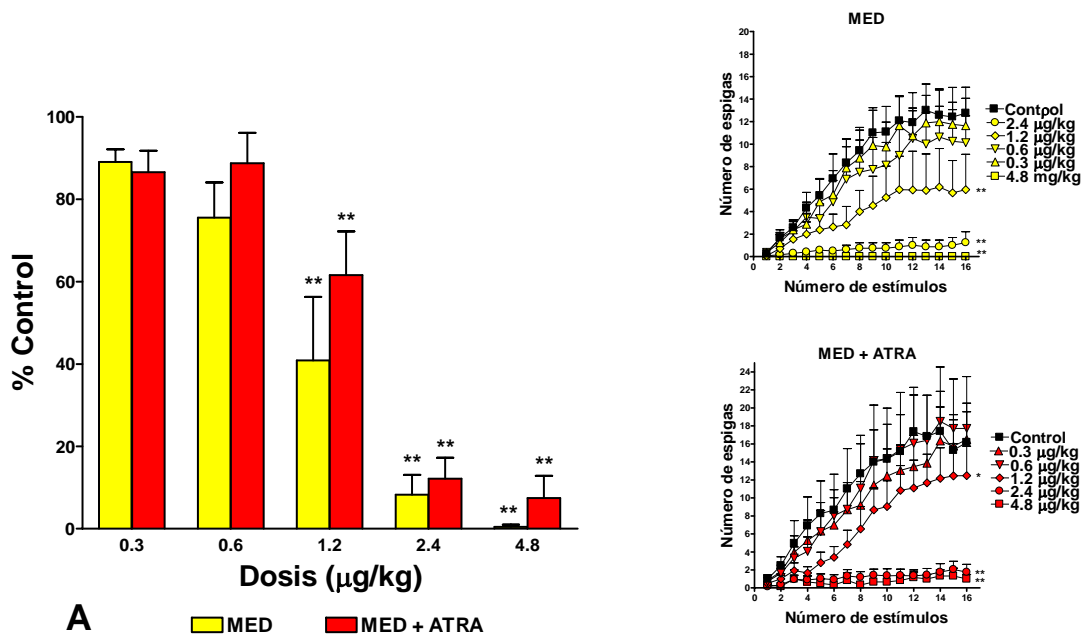 % Control
100
80
60
40
20
0
** ** ** ** ** **
0.3 0.6 1.2 2.4 4.8
Dosis (µg/kg)
A MED MED + ATRA
MED
Número de espigas
20
18
16
14
12
10
8
6
4
2
0
0 2 4 6 8 10 12 14 16
Número de estímulos
Contρol
2.4 µg/kg
1.2 µg/kg
0.6 µg/kg
0.3 µg/kg
4.8 mg/kg
**
**
**
MED + ATRA
Número de espigas
24
22
20
18
16
14
12
10
8
6
4
2
0
0 2 4 6 8 10 12 14 16
Número de estímulos
Control
0.3 µg/kg
0.6 µg/kg
1.2 µg/kg
2.4 µg/kg
4.8 µg/kg
*
**
**